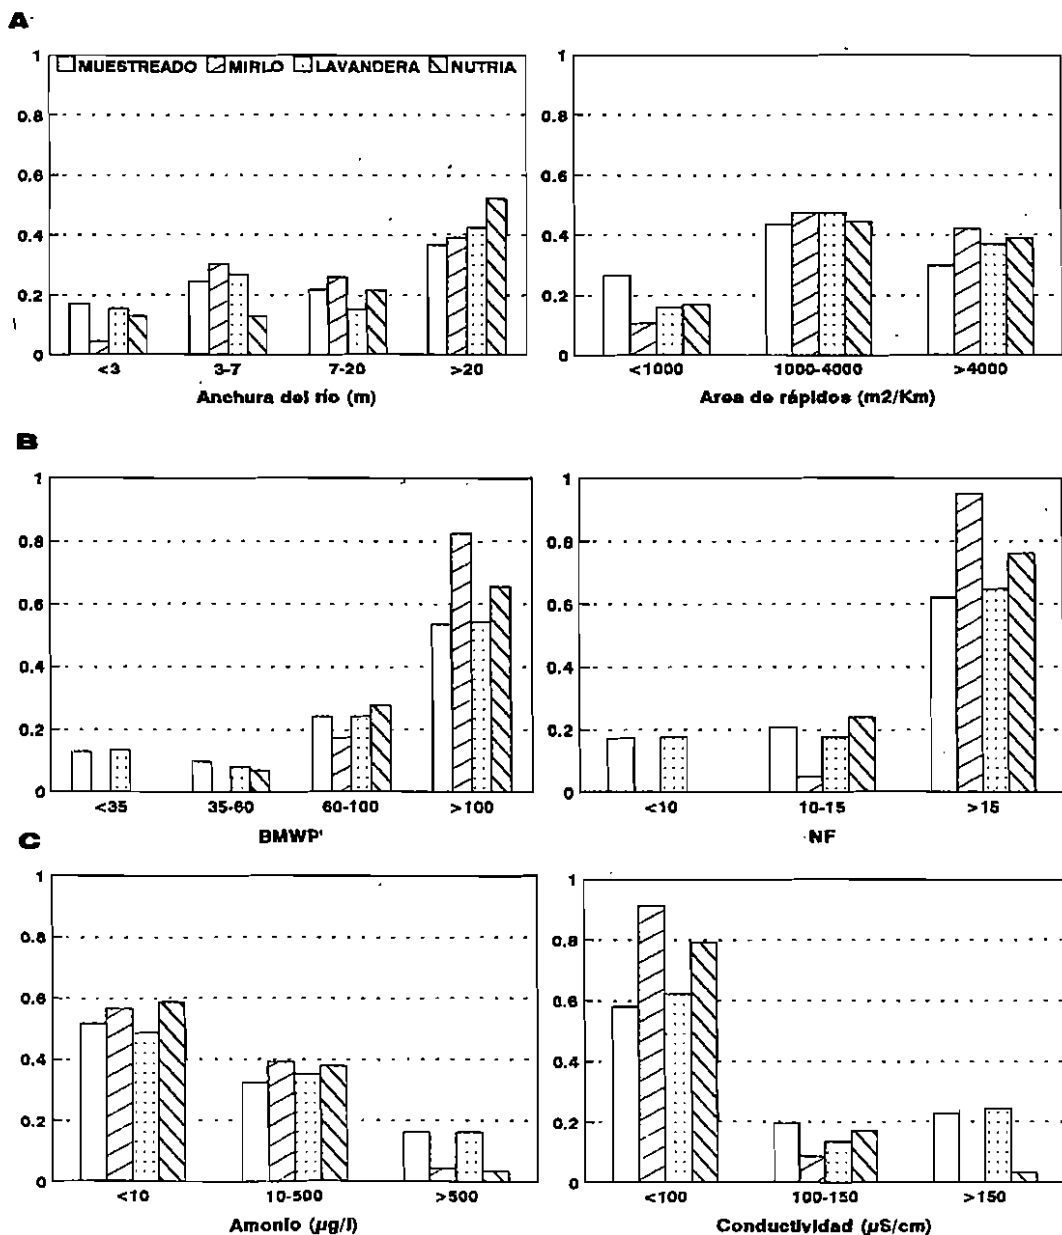 A
1
0.8
0.6
0.4
0.2
0
MUESTREADO MIRLO LAVANDERA NUTRIA
<3 3-7 7-20 >20
Anchura del río (m)
1
0.8
0.6
0.4
0.2
0
<1000 1000-4000 >4000
Area de rápidos (m2/Km)
B
1
0.8
0.6
0.4
0.2
0
<35 35-60 60-100 >100
BMWP'
1
0.8
0.6
0.4
0.2
0
<10 10-15 >15
NF
C
1
0.8
0.6
0.4
0.2
0
<10 10-500 >500
Amonio (µg/l)
1
0.8
0.6
0.4
0.2
0
<100 100-150 >150
Conductividad (µS/cm)